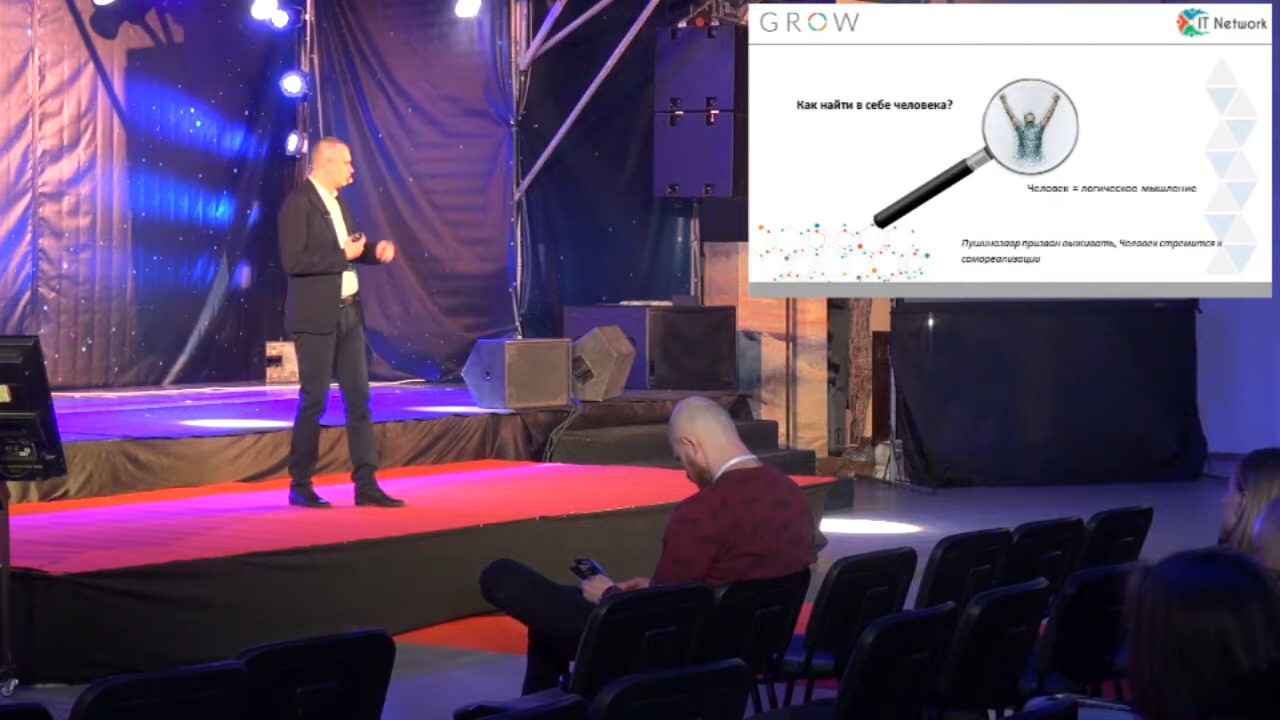 GROW
IT Network
Как найти в себе человека?
Человек = логическое мышление
Пушинозавр призван выживать, Человек стремится к
самореализации